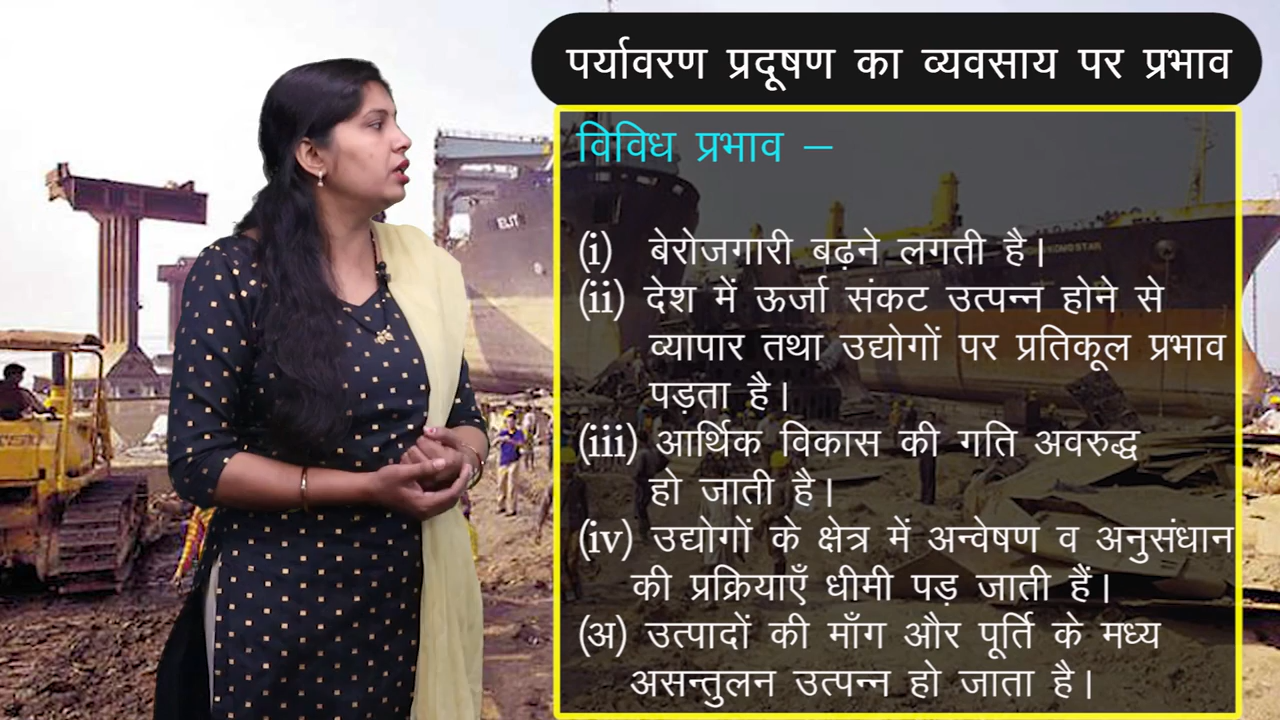 पर्यावरण प्रदूषण का व्यवसाय पर प्रभाव
विविध प्रभाव –
(i) बेरोजगारी बढ़ने लगती है।
(ii) देश में ऊर्जा संकट उत्पन्न होने से
व्यापार तथा उद्योगों पर प्रतिकूल प्रभाव
पड़ता है।
(iii) आर्थिक विकास की गति अवरुद्ध
हो जाती है।
(iv) उद्योगों के क्षेत्र में अन्वेषण व अनुसंधान
की प्रक्रियाएँ धीमी पड़ जाती हैं।
(अ) उत्पादों की माँग और पूर्ति के मध्य
असन्तुलन उत्पन्न हो जाता है।